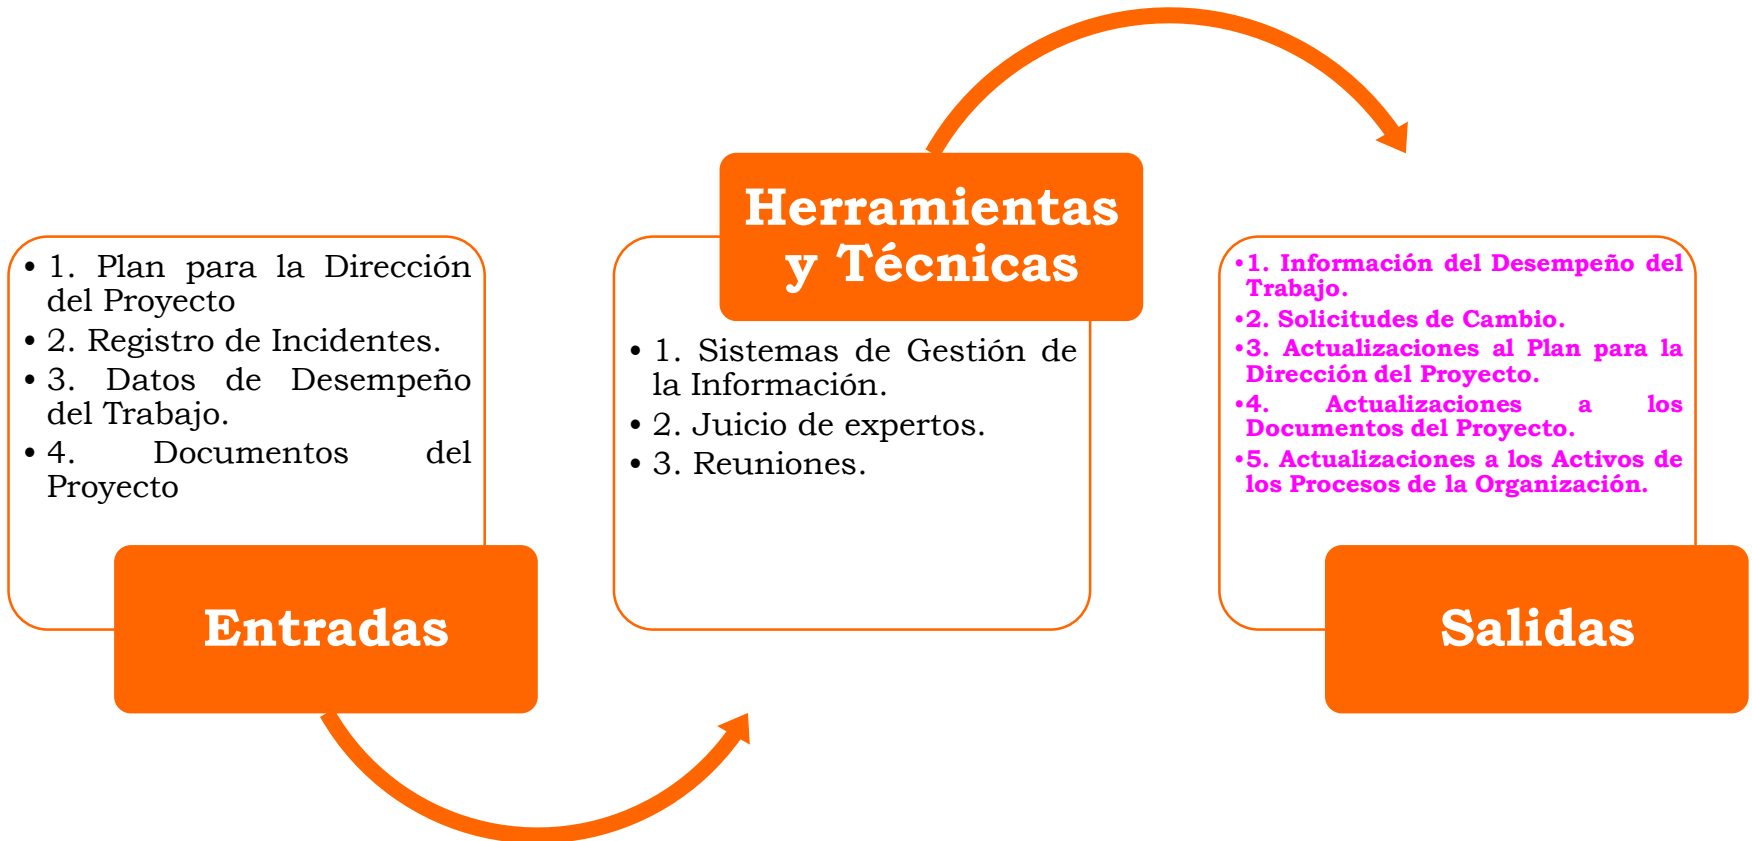 • 1. Plan para la Dirección
del Proyecto
• 2. Registro de Incidentes.
• 3. Datos de Desempeño
del Trabajo.
• 4. Documentos del
Proyecto
Entradas
Herramientas
y Técnicas
• 1. Sistemas de Gestión de
la Información.
• 2. Juicio de expertos.
• 3. Reuniones.
•1. Información del Desempeño del
Trabajo.
•2. Solicitudes de Cambio.
•3. Actualizaciones al Plan para la
Dirección del Proyecto.
•4. Actualizaciones a los
Documentos del Proyecto.
•5. Actualizaciones a los Activos de
los Procesos de la Organización.
Salidas